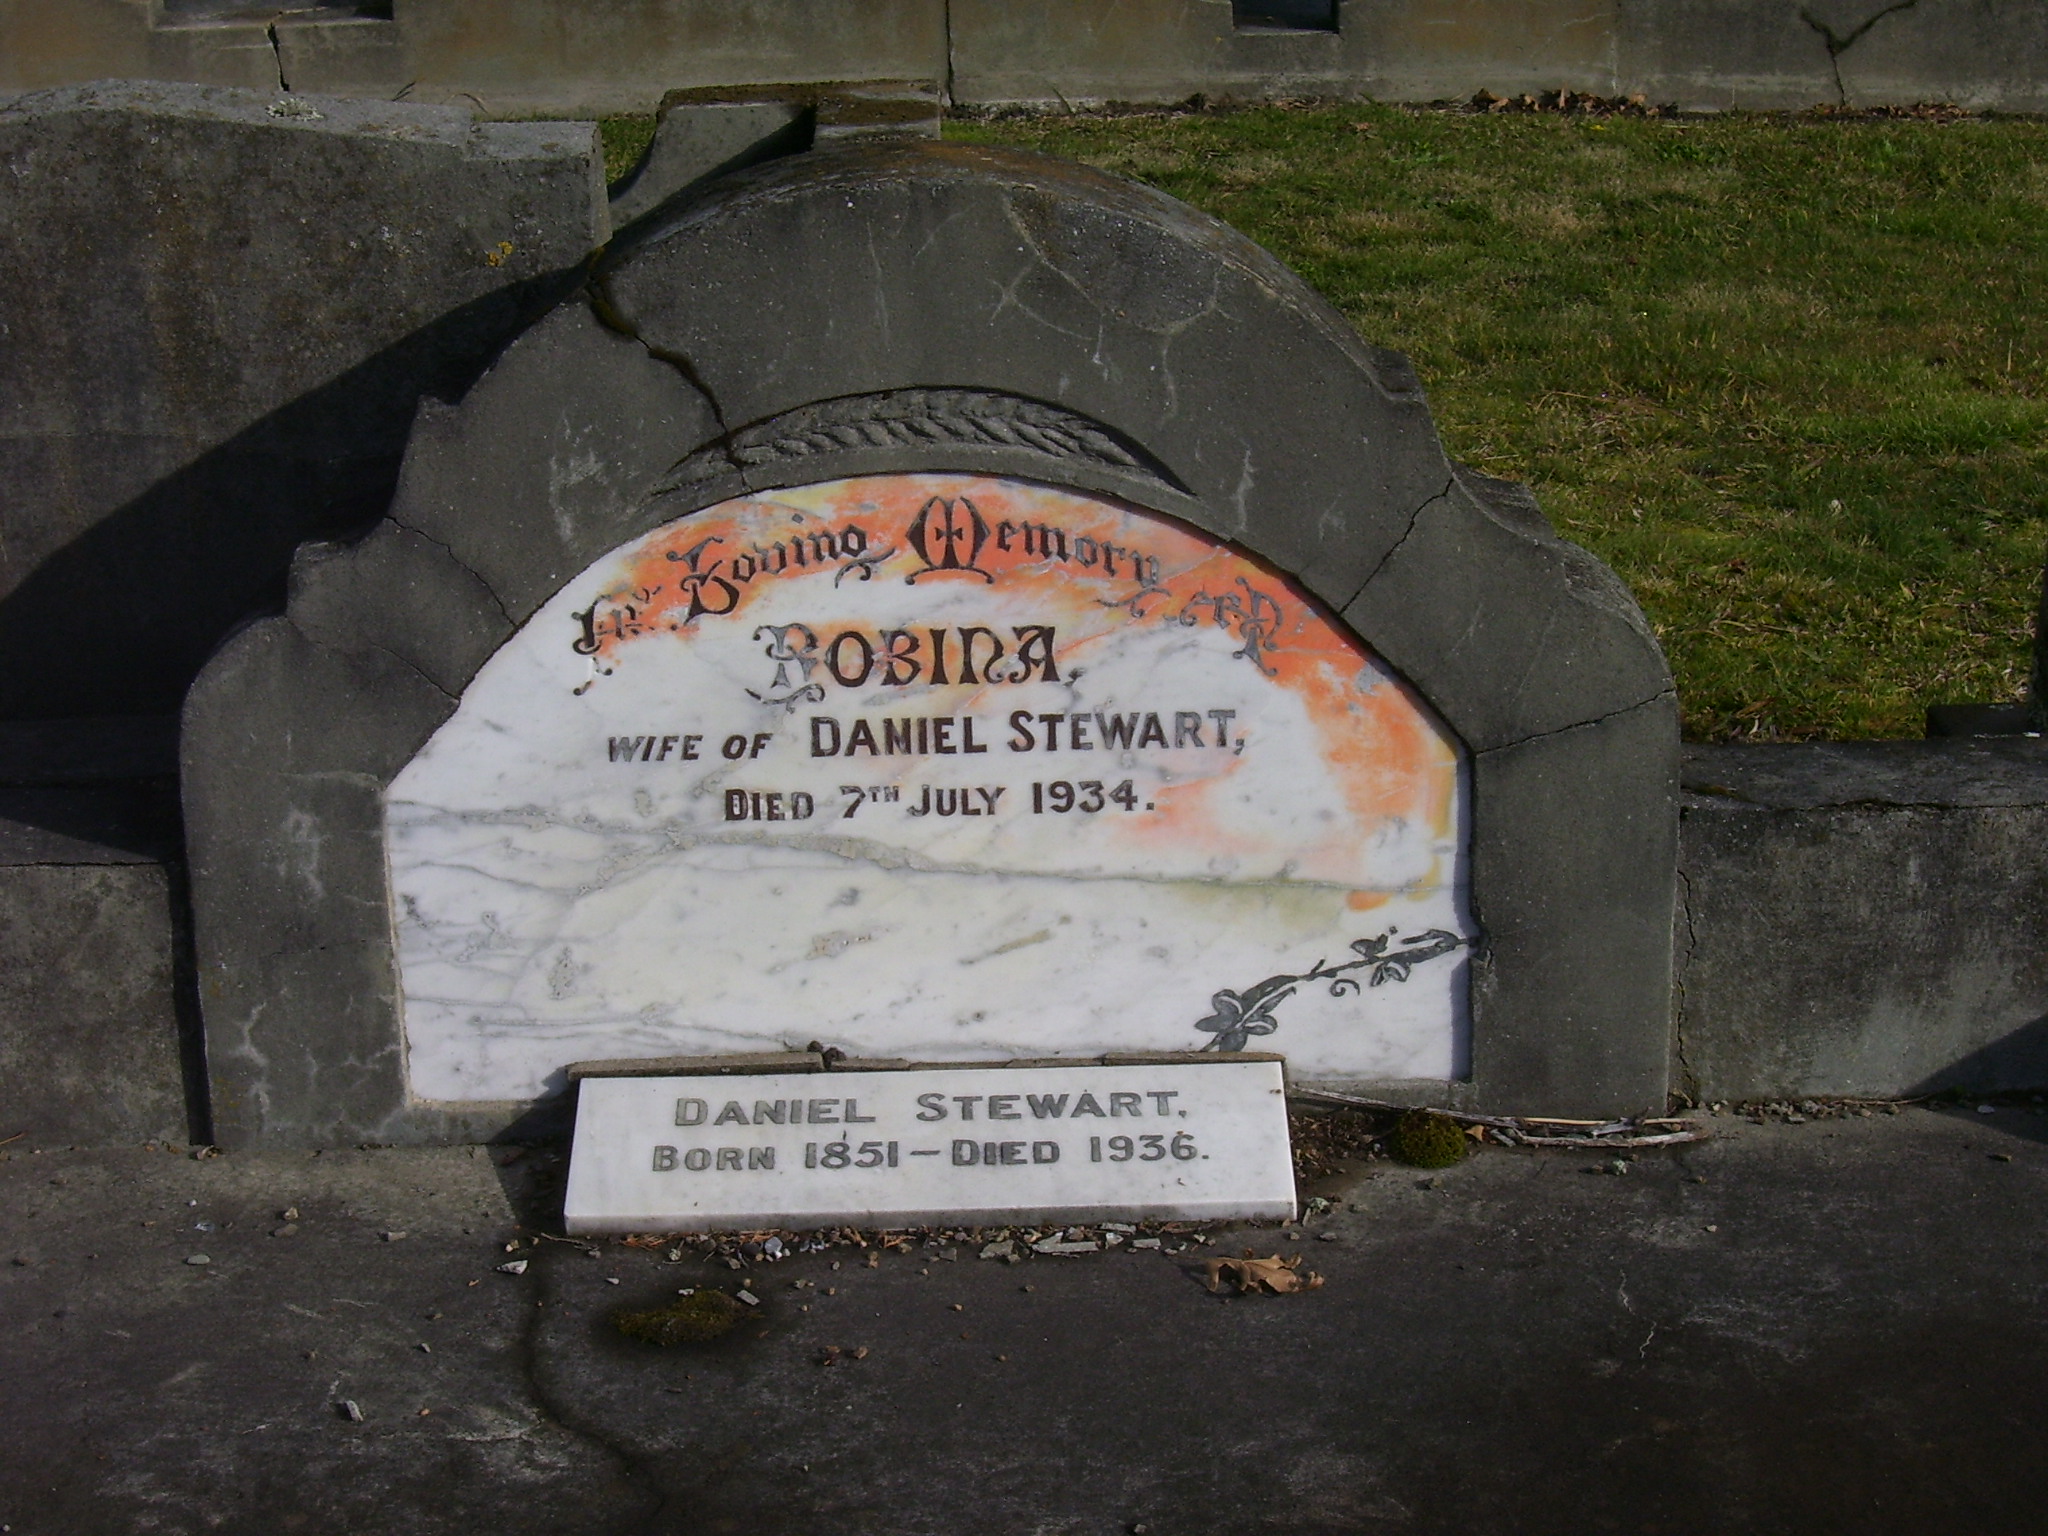 In Loving Memory of
ROBINA,
WIFE OF DANIEL STEWART,
DIED 7TH JULY 1934.
DANIEL STEWART,
BORN 1851 – DIED 1936.